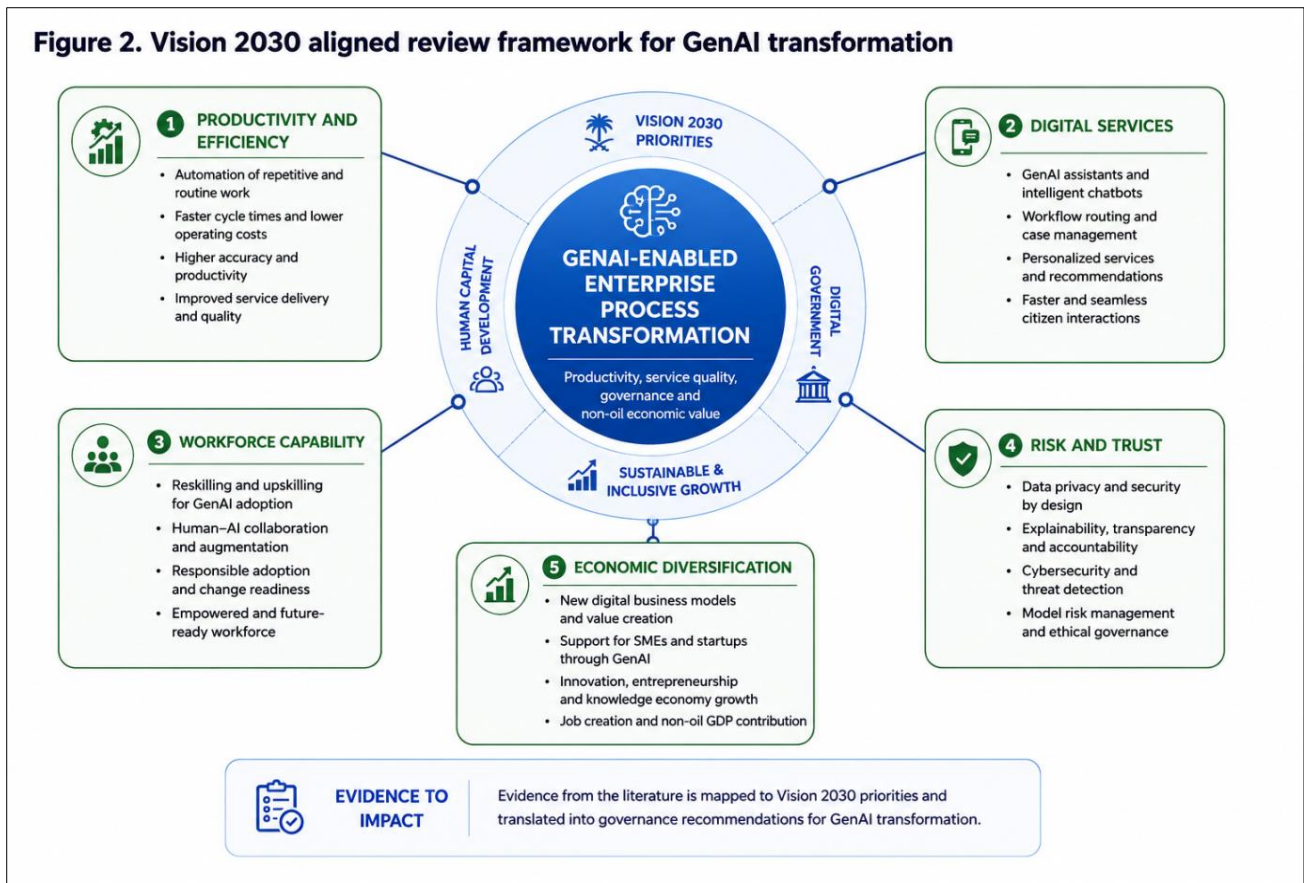 Figure 2. Vision 2030 aligned review framework for GenAI transformation
1 PRODUCTIVITY AND
EFFICIENCY
• Automation of repetitive and
routine work
• Faster cycle times and lower
operating costs
• Higher accuracy and
productivity
• Improved service delivery
and quality
VISION 2030
PRIORITIES
2 DIGITAL SERVICES
• GenAI assistants and
intelligent chatbots
• Workflow routing and
case management
• Personalized services
and recommendations
• Faster and seamless
citizen interactions
HUMAN CAPITAL
DEVELOPMENT
GENAI-ENABLED
ENTERPRISE
PROCESS
TRANSFORMATION
Productivity, service quality,
governance and
non-oil economic value
DIGITAL
GOVERNMENT
SUSTAINABLE &
INCLUSIVE GROWTH
3 WORKFORCE CAPABILITY
• Reskilling and upskilling
for GenAI adoption
• Human–AI collaboration
and augmentation
• Responsible adoption
and change readiness
• Empowered and future-
ready workforce
4 RISK AND TRUST
• Data privacy and security
by design
• Explainability, transparency
and accountability
• Cybersecurity and
threat detection
• Model risk management
and ethical governance
5 ECONOMIC DIVERSIFICATION
• New digital business models
and value creation
• Support for SMEs and startups
through GenAI
• Innovation, entrepreneurship
and knowledge economy growth
• Job creation and non-oil GDP contribution
EVIDENCE TO
IMPACT
Evidence from the literature is mapped to Vision 2030 priorities and
translated into governance recommendations for GenAI transformation.